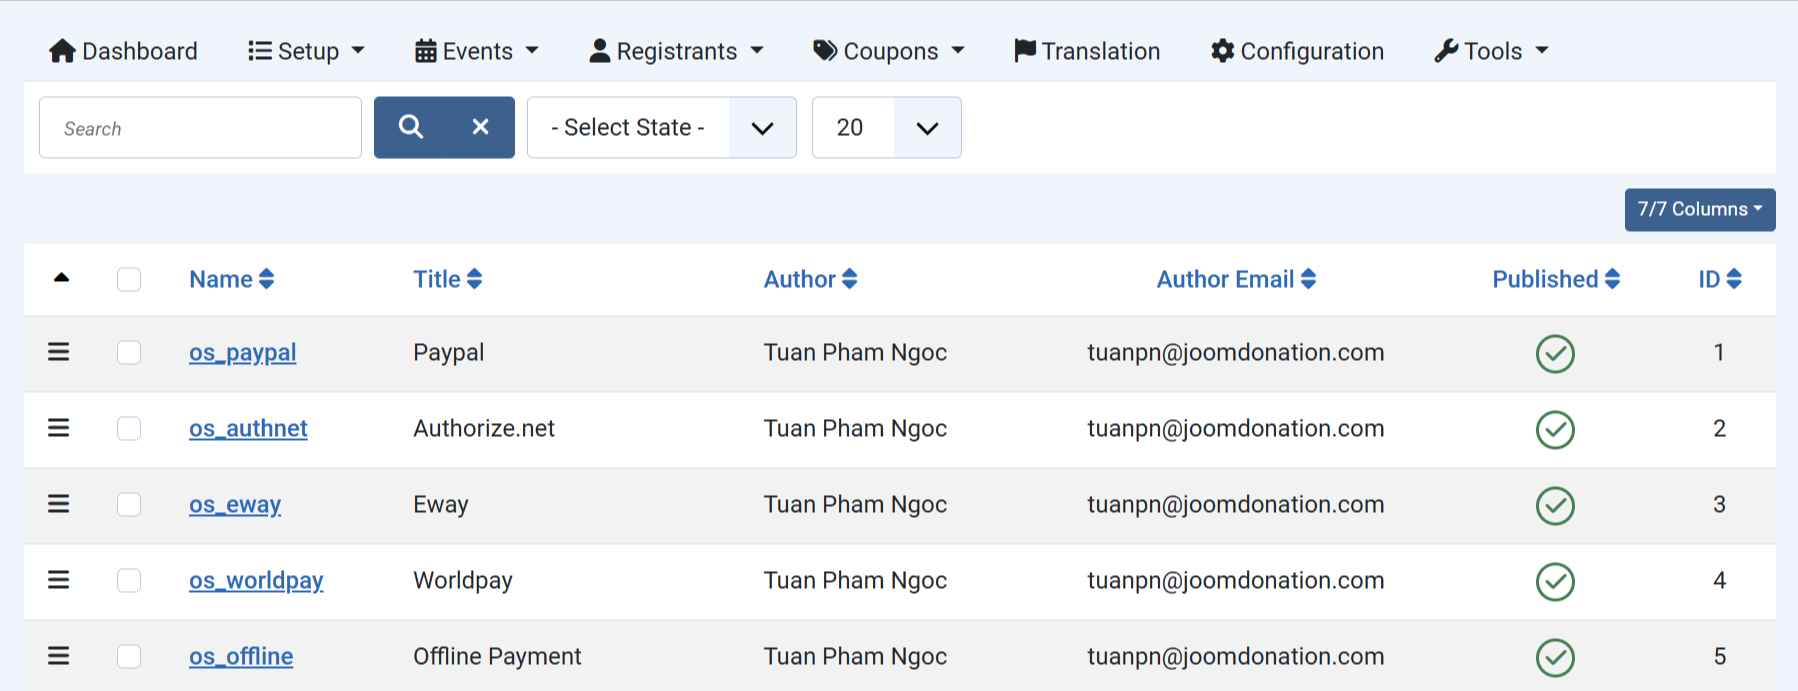 Dashboard Setup Events Registrants Coupons Translation Configuration Tools
Search - Select State - 20
7/7 Columns
Name Title Author Author Email Published ID
os_paypal Paypal Tuan Pham Ngoc tuanpn@joomdonation.com 1
os_authnet Authorize.net Tuan Pham Ngoc tuanpn@joomdonation.com 2
os_eway Eway Tuan Pham Ngoc tuanpn@joomdonation.com 3
os_worldpay Worldpay Tuan Pham Ngoc tuanpn@joomdonation.com 4
os_offline Offline Payment Tuan Pham Ngoc tuanpn@joomdonation.com 5